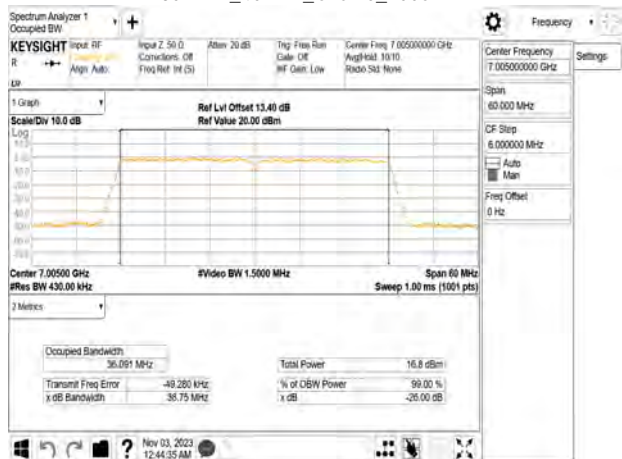 Spectrum Analyzer 1
Occupied BW
+
Frequency
KEYSIGHT Input: RF
Input Z: 50 Ω
Atten: 20 dB
Trig: Free Run
Center Freq: 7.005000000 GHz
R
Corrections: Off
Gate: Off
Avg|Hold: 10/10
Align: Auto
Freq Ref: Int (S)
#IF Gain: Low
Radio Std: None
Center Frequency
7.005000000 GHz
Settings
Span
60.000 MHz
CF Step
6.000000 MHz
Auto
Man
Freq Offset
0 Hz
1 Graph
Scale/Div 10.0 dB
Ref Lvl Offset 13.40 dB
Ref Value 20.00 dBm
Log
Center 7.00500 GHz
#Video BW 1.5000 MHz
Span 60 MHz
#Res BW 430.00 kHz
Sweep 1.00 ms (1001 pts)
2 Metrics
Occupied Bandwidth
36.091 MHz
Total Power
16.8 dBm
Transmit Freq Error
-49.280 kHz
% of OBW Power
99.00 %
x dB Bandwidth
38.75 MHz
x dB
-26.00 dB
?
Nov 03, 2023
12:44:35 AM